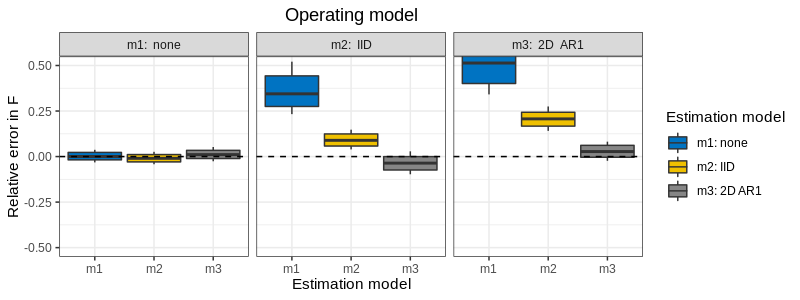 Operating model
m1: none
m2: IID
m3: 2D AR1
Relative error in F
0.50
0.25
0.00
-0.25
-0.50
m1 m2 m3 m1 m2 m3 m1 m2 m3
Estimation model
Estimation model
m1: none
m2: IID
m3: 2D AR1